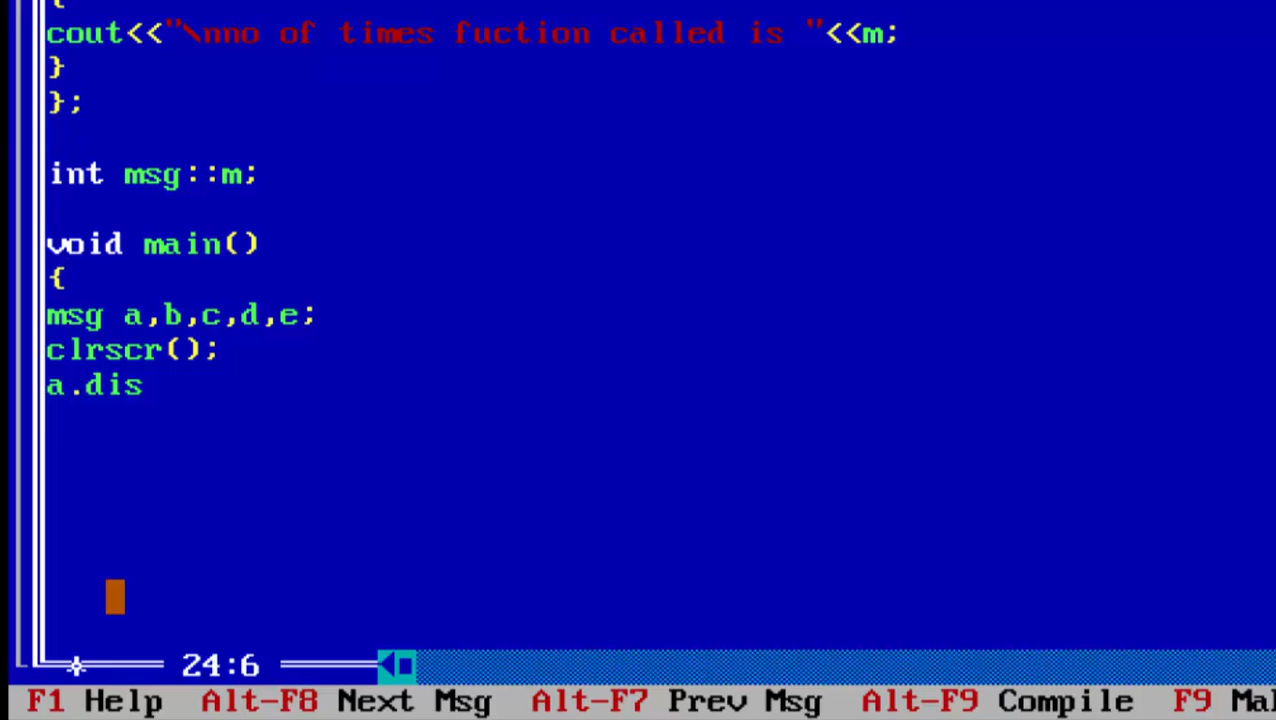 {
cout<<"\nno of times fuction called is "<<m;
}
};
int msg::m;
void main()
{
msg a,b,c,d,e;
clrscr();
a.dis
24:6
F1 Help Alt-F8 Next Msg Alt-F7 Prev Msg Alt-F9 Compile F9 Mak